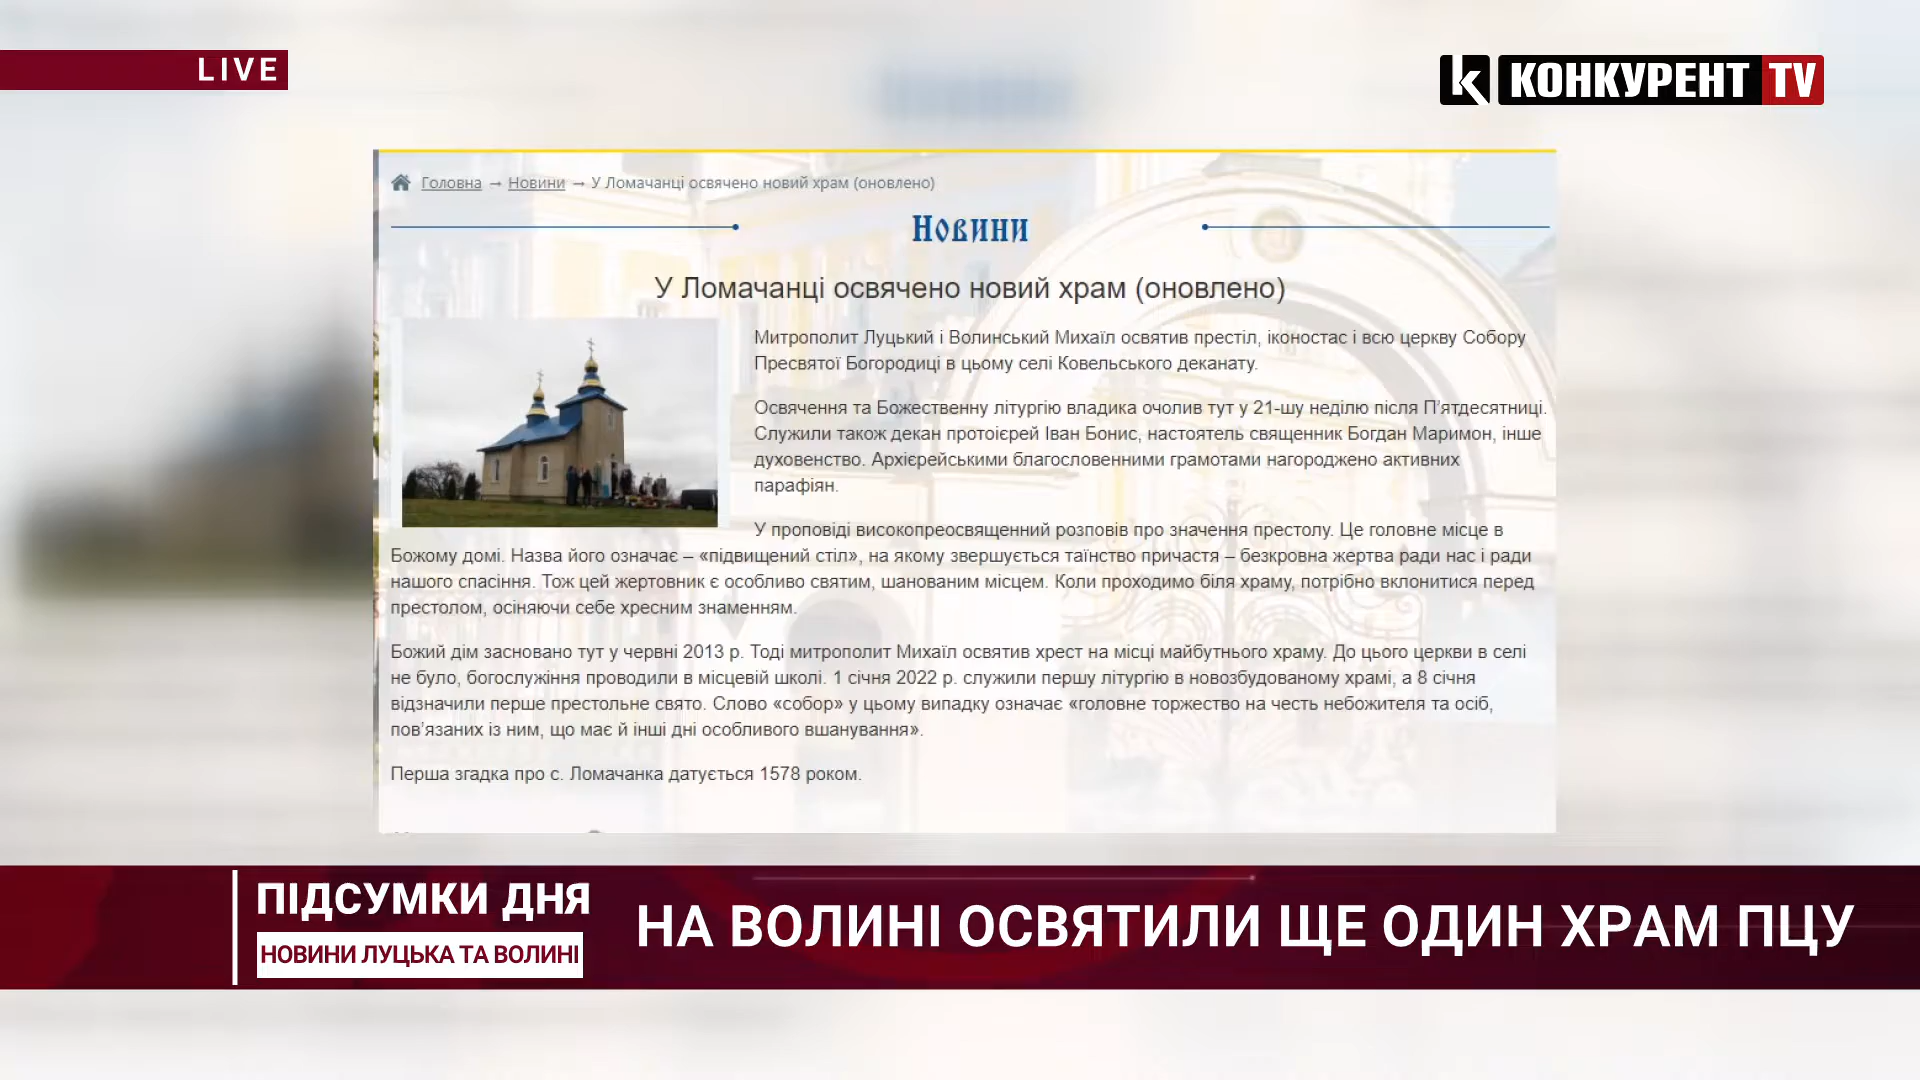 LIVE
k КОНКУРЕНТ TV
Головна → Новини → У Ломачанці освячено новий храм (оновлено)
Новини
У Ломачанці освячено новий храм (оновлено)
Митрополит Луцький і Волинський Михаїл освятив престіл, іконостас і всю церкву Собору
Пресвятої Богородиці в цьому селі Ковельського деканату.
Освячення та Божественну літургію владика очолив тут у 21-шу неділю після П’ятдесятниці.
Служили також декан протоієрей Іван Бонис, настоятель священник Богдан Маримон, інше
духовенство. Архієрейськими благословенними грамотами нагороджено активних
парафіян.
У проповіді високопреосвященний розповів про значення престолу. Це головне місце в
Божому домі. Назва його означає – «підвищений стіл», на якому звершується таїнство причастя – безкровна жертва ради нас і ради
нашого спасіння. Тож цей жертовник є особливо святим, шанованим місцем. Коли проходимо біля храму, потрібно вклонитися перед
престолом, осіняючи себе хресним знаменням.
Божий дім засновано тут у червні 2013 р. Тоді митрополит Михаїл освятив хрест на місці майбутнього храму. До цього церкви в селі
не було, богослужіння проводили в місцевій школі. 1 січня 2022 р. служили першу літургію в новозбудованому храмі, а 8 січня
відзначили перше престольне свято. Слово «собор» у цьому випадку означає «головне торжество на честь небожителя та осіб,
пов’язаних із ним, що має й інші дні особливого вшанування».
Перша згадка про с. Ломачанка датується 1578 роком.
ПІДСУМКИ ДНЯ
НОВИНИ ЛУЦЬКА ТА ВОЛИНІ
НА ВОЛИНІ ОСВЯТИЛИ ЩЕ ОДИН ХРАМ ПЦУ